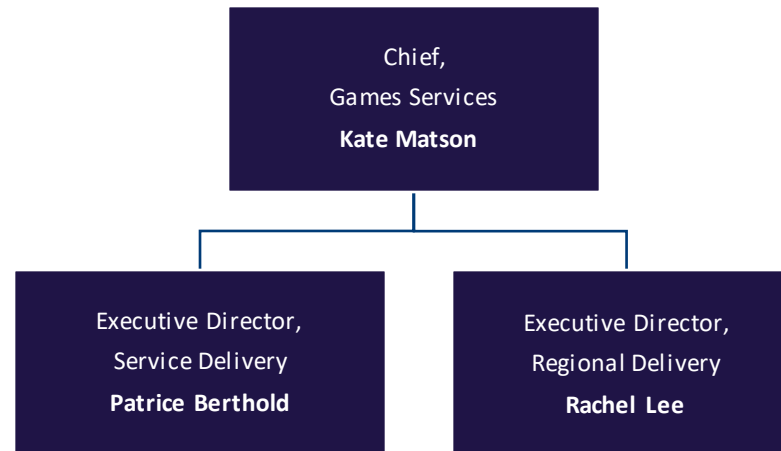 Chief,
Games Services
Kate Matson
Executive Director,
Service Delivery
Patrice Berthold
Executive Director,
Regional Delivery
Rachel Lee